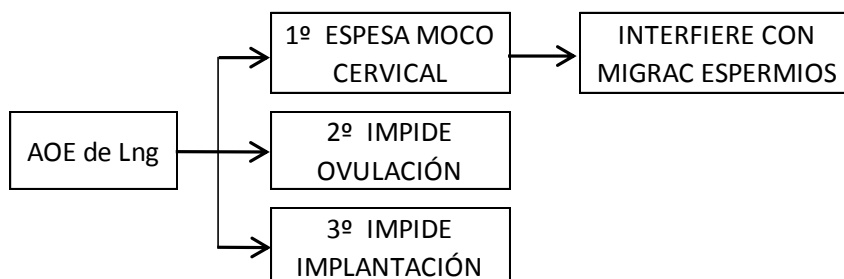 1º ESPESA MOCO
CERVICAL
INTERFIERE CON
MIGRAC ESPERMIOS
AOE de Lng
2º IMPIDE
OVULACIÓN
3º IMPIDE
IMPLANTACIÓN